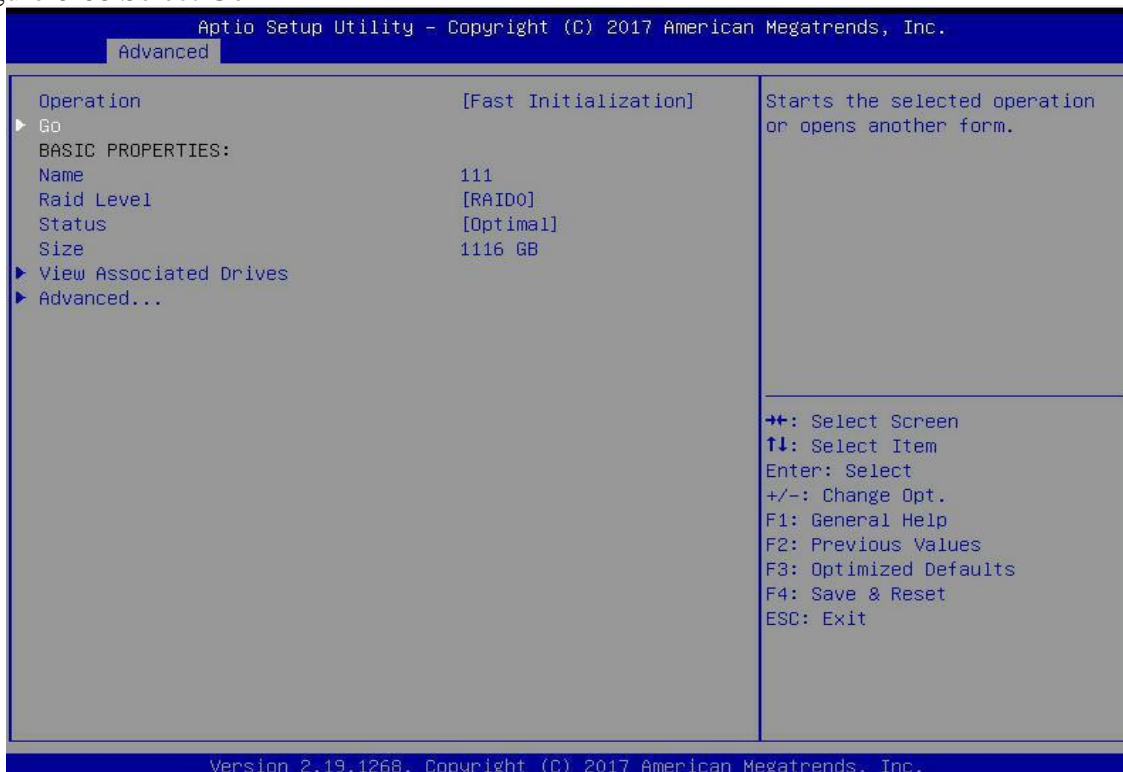 Aptio Setup Utility – Copyright (C) 2017 American Megatrends, Inc.
Advanced
Operation [Fast Initialization]
Go
BASIC PROPERTIES:
Name 111
Raid Level [RAID0]
Status [Optimal]
Size 1116 GB
View Associated Drives
Advanced...
Starts the selected operation
or opens another form.
→←: Select Screen
↑↓: Select Item
Enter: Select
+/-: Change Opt.
F1: General Help
F2: Previous Values
F3: Optimized Defaults
F4: Save & Reset
ESC: Exit
Version 2.19.1268. Copyright (C) 2017 American Megatrends, Inc.